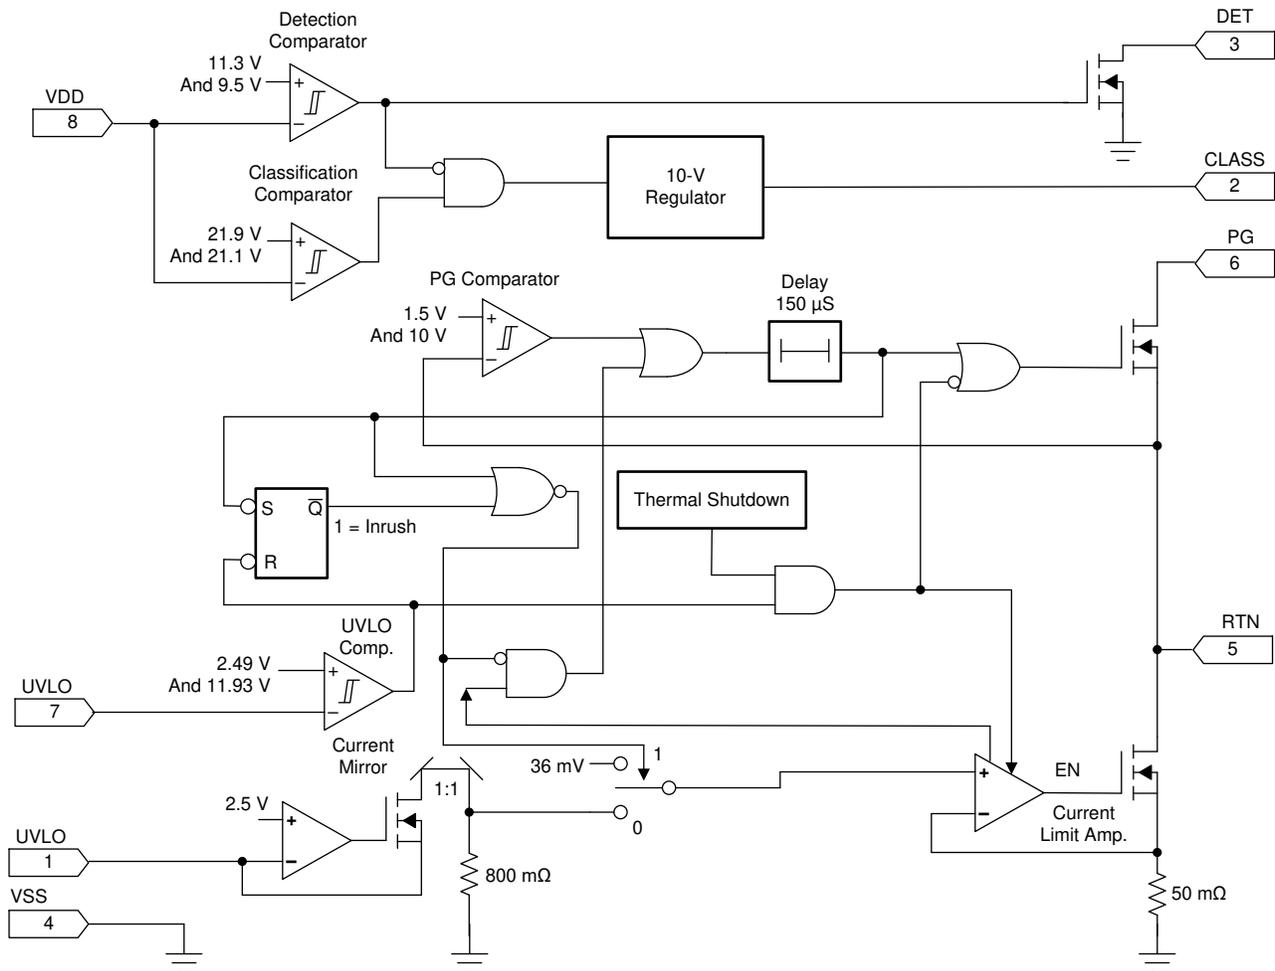 Detection
Comparator
DET
3
11.3 V
And 9.5 V
+
−
VDD
8
Classification
Comparator
10-V
Regulator
CLASS
2
21.9 V
And 21.1 V
+
−
PG
6
PG Comparator
Delay
150 µS
1.5 V
And 10 V
+
−
S
Q̅
R
1 = Inrush
Thermal Shutdown
UVLO
Comp.
RTN
5
2.49 V
And 11.93 V
+
−
UVLO
7
Current
Mirror
36 mV
1
1:1
0
+
−
EN
Current
Limit Amp.
2.5 V
+
−
UVLO
1
800 mΩ
50 mΩ
VSS
4